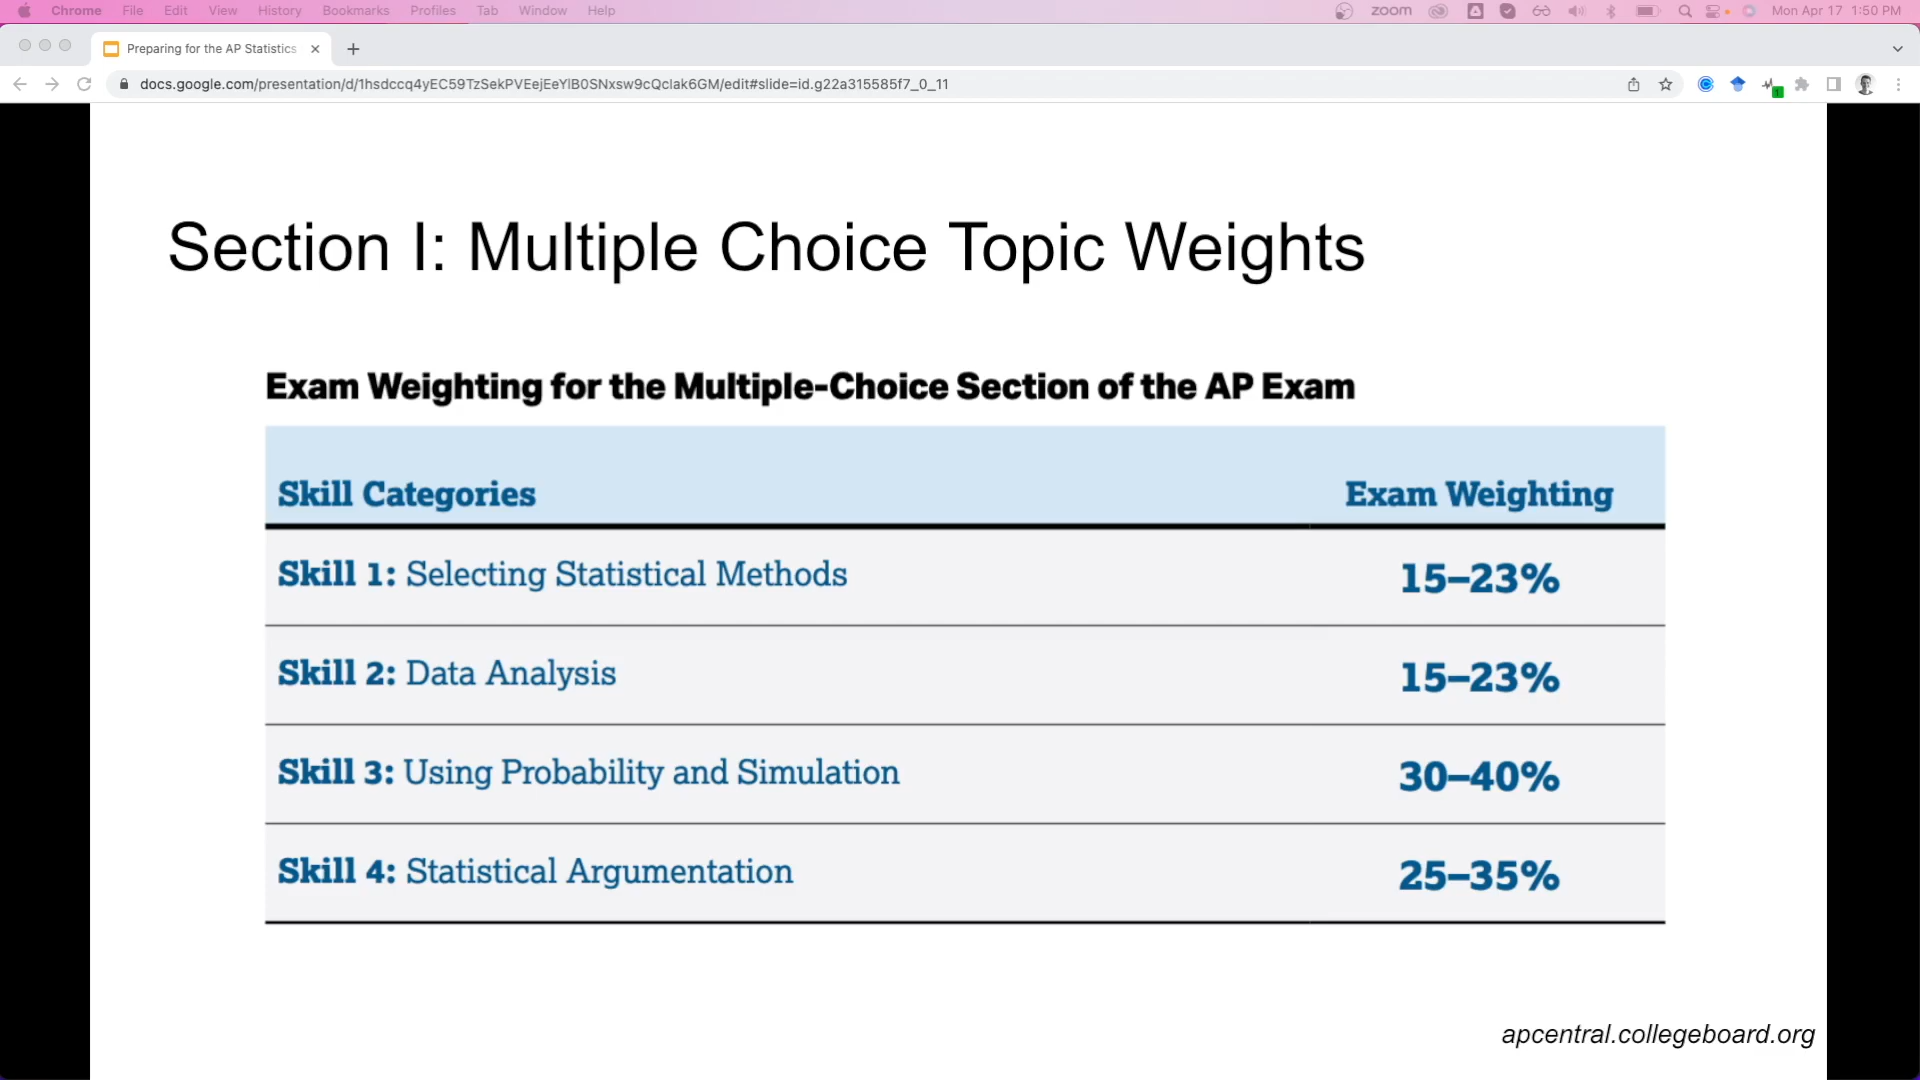 Chrome File Edit View History Bookmarks Profiles Tab Window Help zoom Mon Apr 17 1:50 PM
Preparing for the AP Statistics
docs.google.com/presentation/d/1hsdccq4yEC59TzSekPVEejEeYlB0SNxsw9cQclak6GM/edit#slide=id.g22a315585f7_0_11
Section I: Multiple Choice Topic Weights
Exam Weighting for the Multiple-Choice Section of the AP Exam
Skill Categories Exam Weighting
Skill 1: Selecting Statistical Methods 15–23%
Skill 2: Data Analysis 15–23%
Skill 3: Using Probability and Simulation 30–40%
Skill 4: Statistical Argumentation 25–35%
apcentral.collegeboard.org